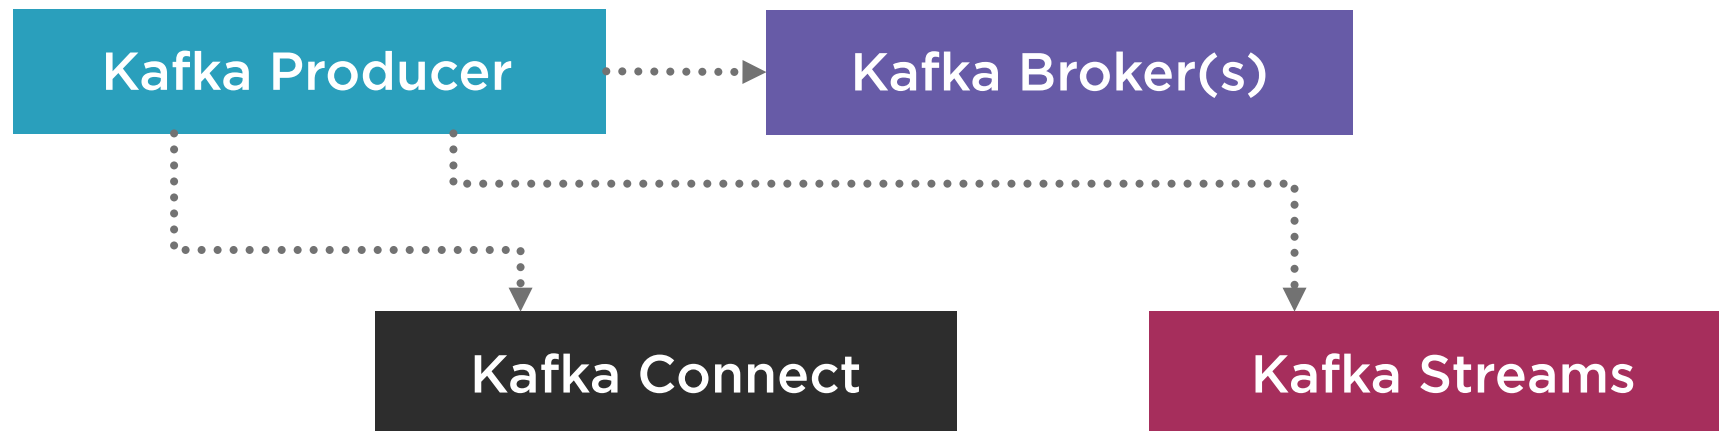 Kafka Producer
Kafka Broker(s)
Kafka Connect
Kafka Streams